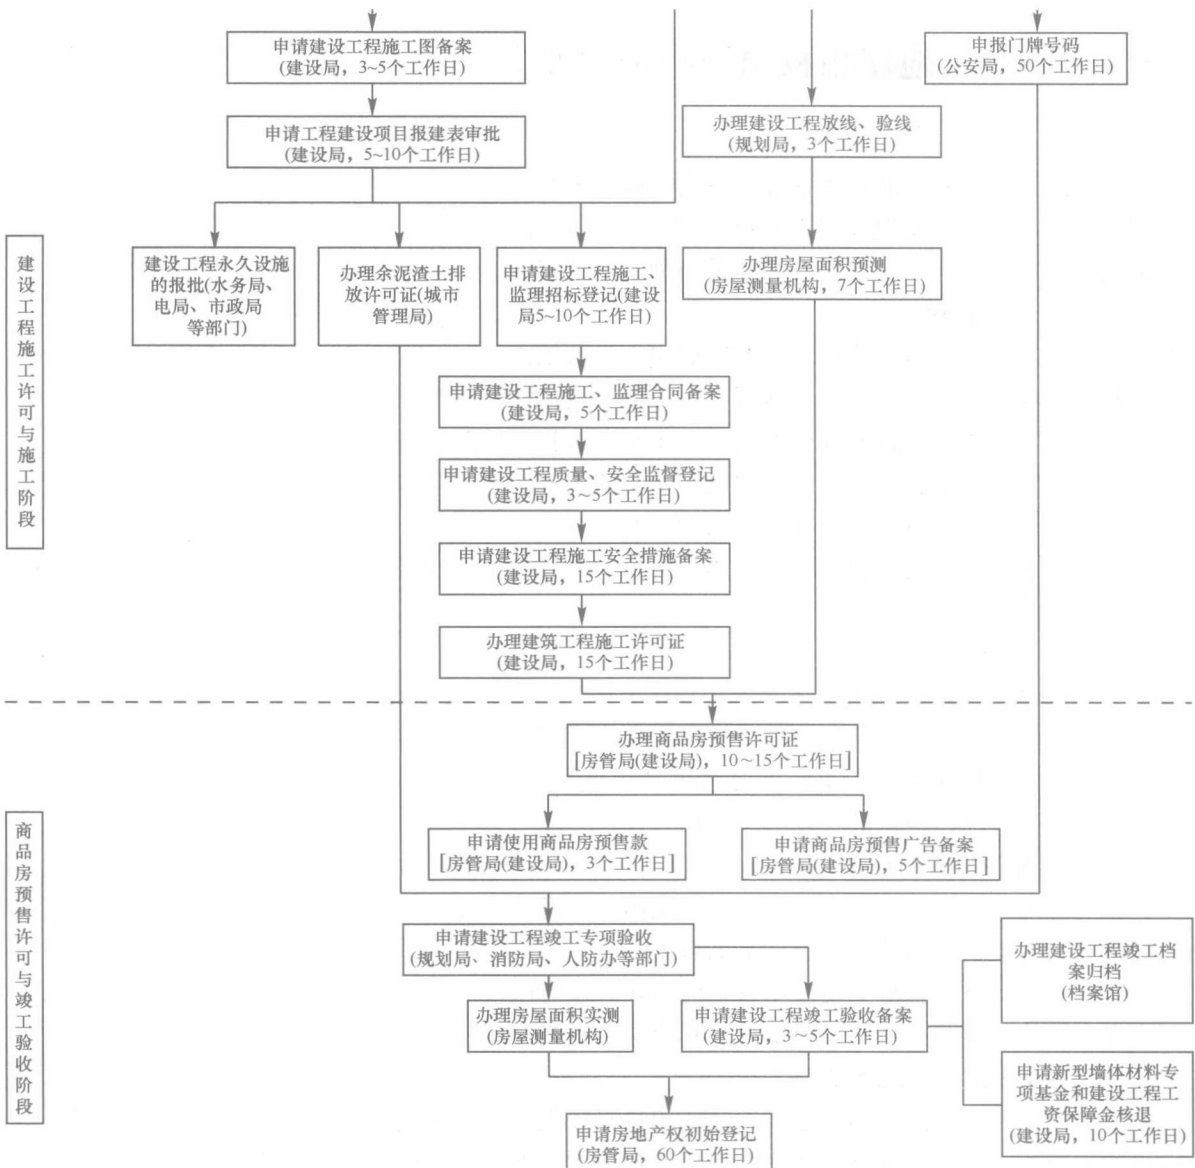 申请建设工程施工图备案
(建设局，3~5个工作日)
申报门牌号码
(公安局，50个工作日)
申请工程建设项目报建表审批
(建设局，5~10个工作日)
办理建设工程放线、验线
(规划局，3个工作日)
建设工程施工许可与施工阶段
建设工程永久设施
的报批(水务局、
电局、市政局
等部门)
办理余泥渣土排
放许可证(城市
管理局)
申请建设工程施工、
监理招标登记(建设
局5~10个工作日)
办理房屋面积预测
(房屋测量机构，7个工作日)
申请建设工程施工、监理合同备案
(建设局，5个工作日)
申请建设工程质量、安全监督登记
(建设局，3～5个工作日)
申请建设工程施工安全措施备案
(建设局，15个工作日)
办理建筑工程施工许可证
(建设局，15个工作日)
商品房预售许可与竣工验收阶段
办理商品房预售许可证
[房管局(建设局)，10～15个工作日]
申请使用商品房预售款
[房管局(建设局)，3个工作日]
申请商品房预售广告备案
[房管局(建设局)，5个工作日]
申请建设工程竣工专项验收
(规划局、消防局、人防办等部门)
办理建设工程竣工档
案归档
(档案馆)
办理房屋面积实测
(房屋测量机构)
申请建设工程竣工验收备案
(建设局，3～5个工作日)
申请新型墙体材料专
项基金和建设工程工
资保障金核退
(建设局，10个工作日)
申请房地产权初始登记
(房管局，60个工作日)